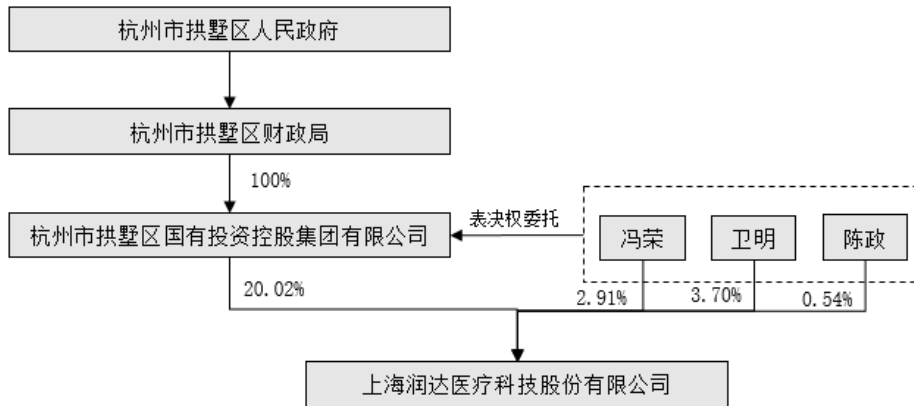 杭州市拱墅区人民政府
杭州市拱墅区财政局
100%
表决权委托
杭州市拱墅区国有投资控股集团有限公司
冯荣
卫明
陈政
20.02%
2.91%
3.70%
0.54%
上海润达医疗科技股份有限公司